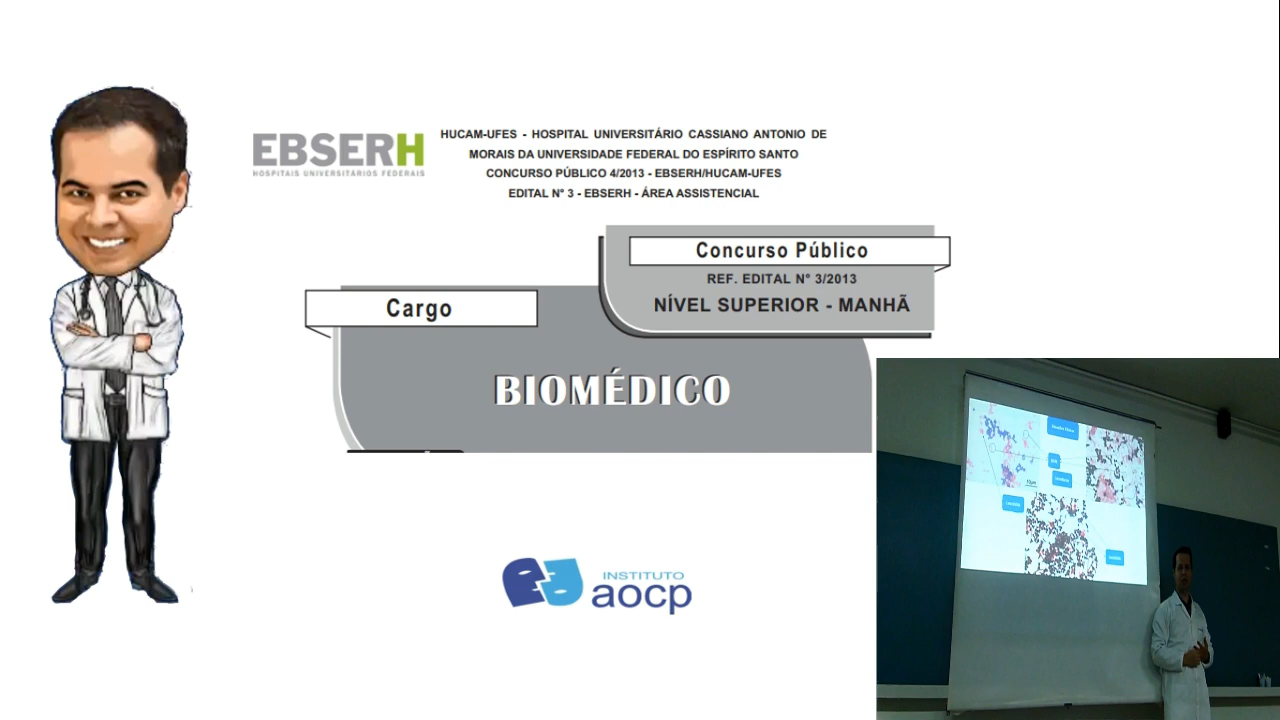 EBSERH
HOSPITAIS UNIVERSITÁRIOS FEDERAIS
HUCAM-UFES - HOSPITAL UNIVERSITÁRIO CASSIANO ANTONIO DE
MORAIS DA UNIVERSIDADE FEDERAL DO ESPÍRITO SANTO
CONCURSO PÚBLICO 4/2013 - EBSERH/HUCAM-UFES
EDITAL Nº 3 - EBSERH - ÁREA ASSISTENCIAL
Concurso Público
REF. EDITAL Nº 3/2013
NÍVEL SUPERIOR - MANHÃ
Cargo
BIOMÉDICO
INSTITUTO
aocp